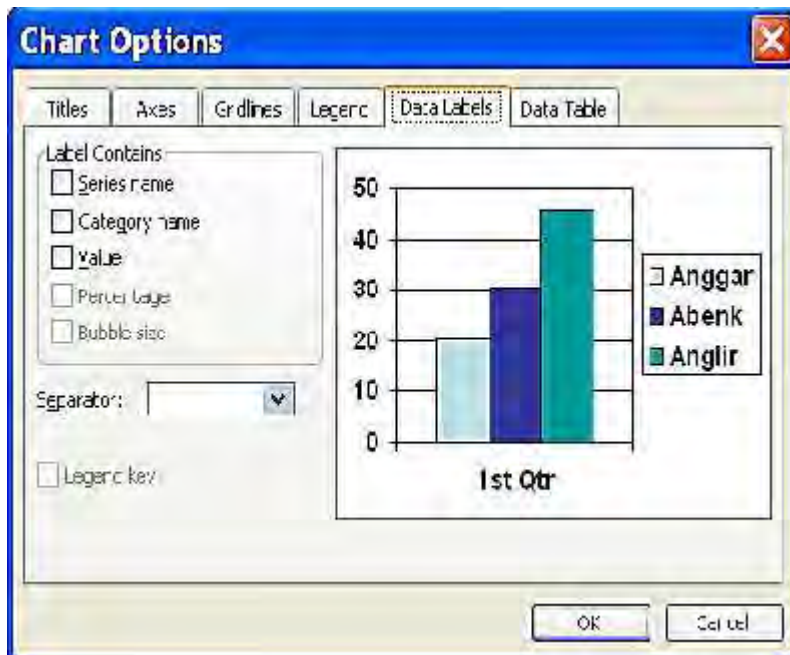 Chart Options
Titles Axes Gridlines Legend Data Labels Data Table
Label Contains
Series name
Category name
Value
Percentage
Bubble size
Separator:
Legend key
50
40
30
20
10
0
1st Qtr
Anggar
Abenk
Anglir
OK Cancel